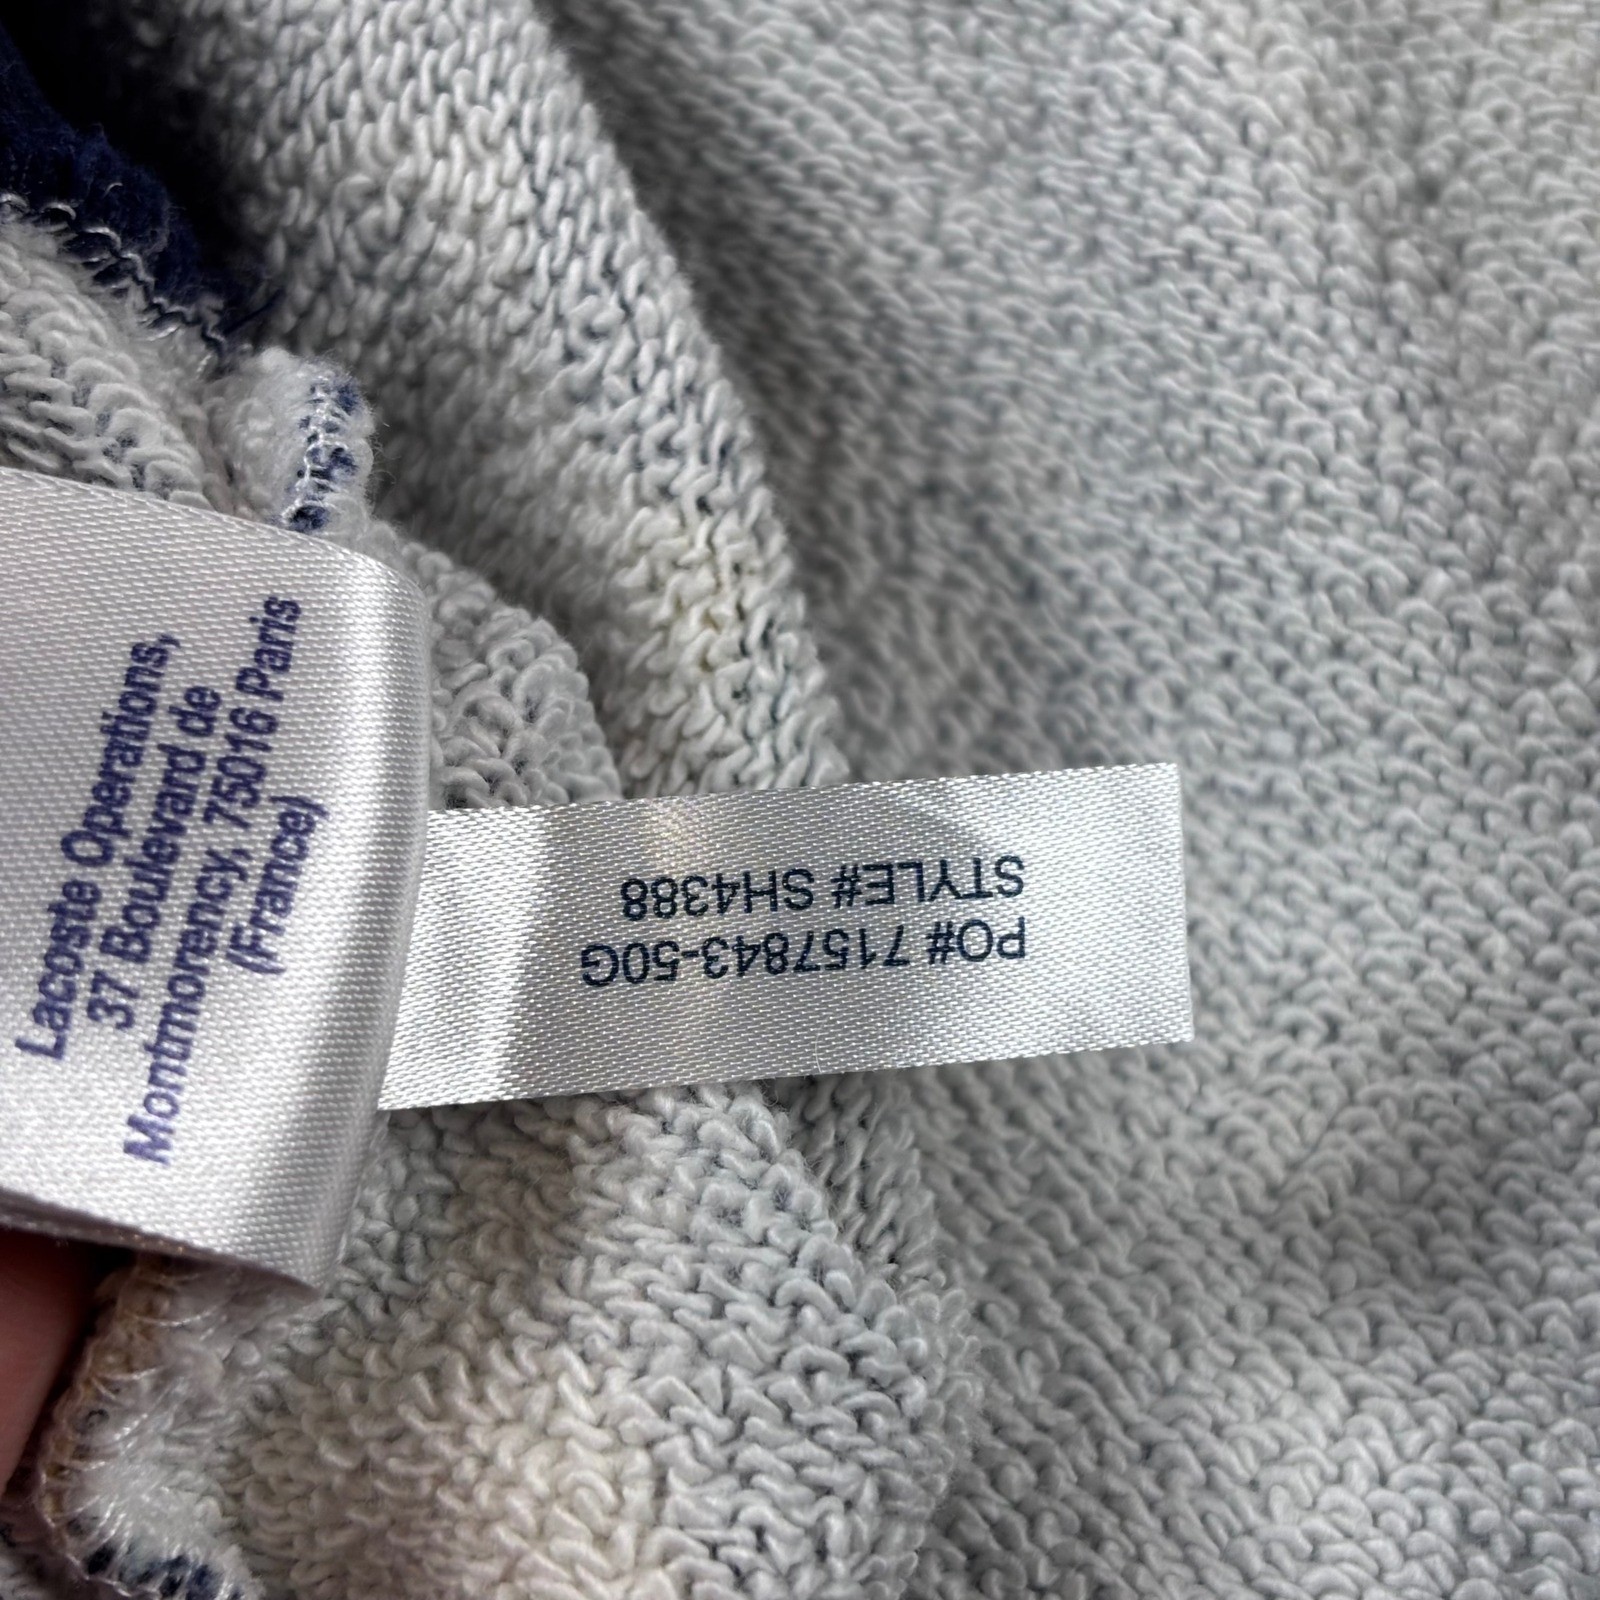 Lacoste Operations,
37 Boulevard de
Montmorency, 75016 Paris
(France)
PO# 7157843-50G
STYLE# SH4388